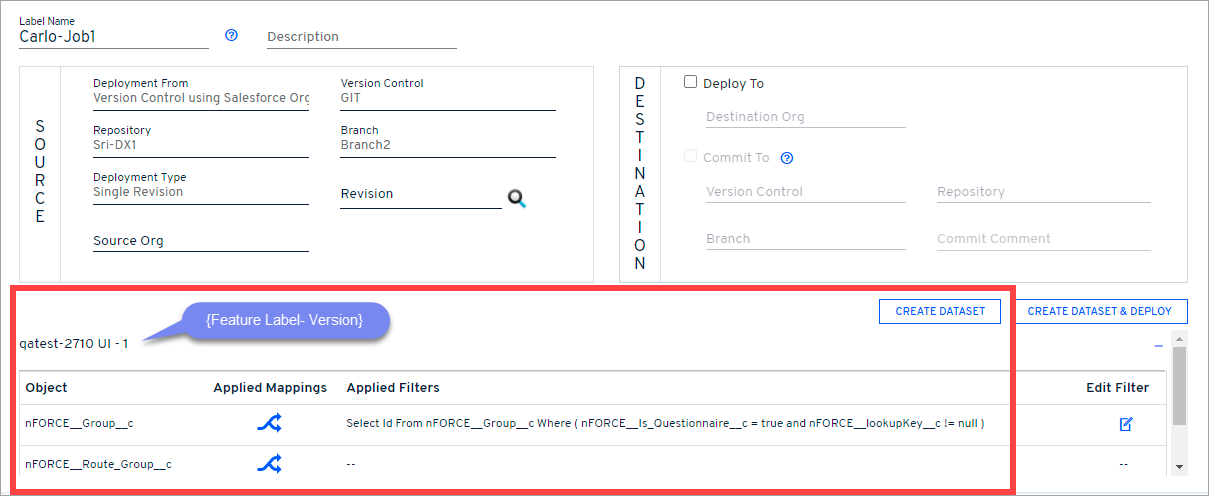 Label Name
Carlo-Job1
Description
SOURCE
Deployment From
Version Control using Salesforce Org
Version Control
GIT
Repository
Sri-DX1
Branch
Branch2
Deployment Type
Single Revision
Revision
Source Org
DESTINATION
Deploy To
Destination Org
Commit To
Version Control
Repository
Branch
Commit Comment
{Feature Label- Version}
CREATE DATASET
CREATE DATASET & DEPLOY
qatest-2710 UI - 1
Object Applied Mappings Applied Filters Edit Filter
nFORCE__Group__c Select Id From nFORCE__Group__c Where ( nFORCE__Is_Questionnaire__c = true and nFORCE__lookupKey__c != null )
nFORCE__Route_Group__c -- --